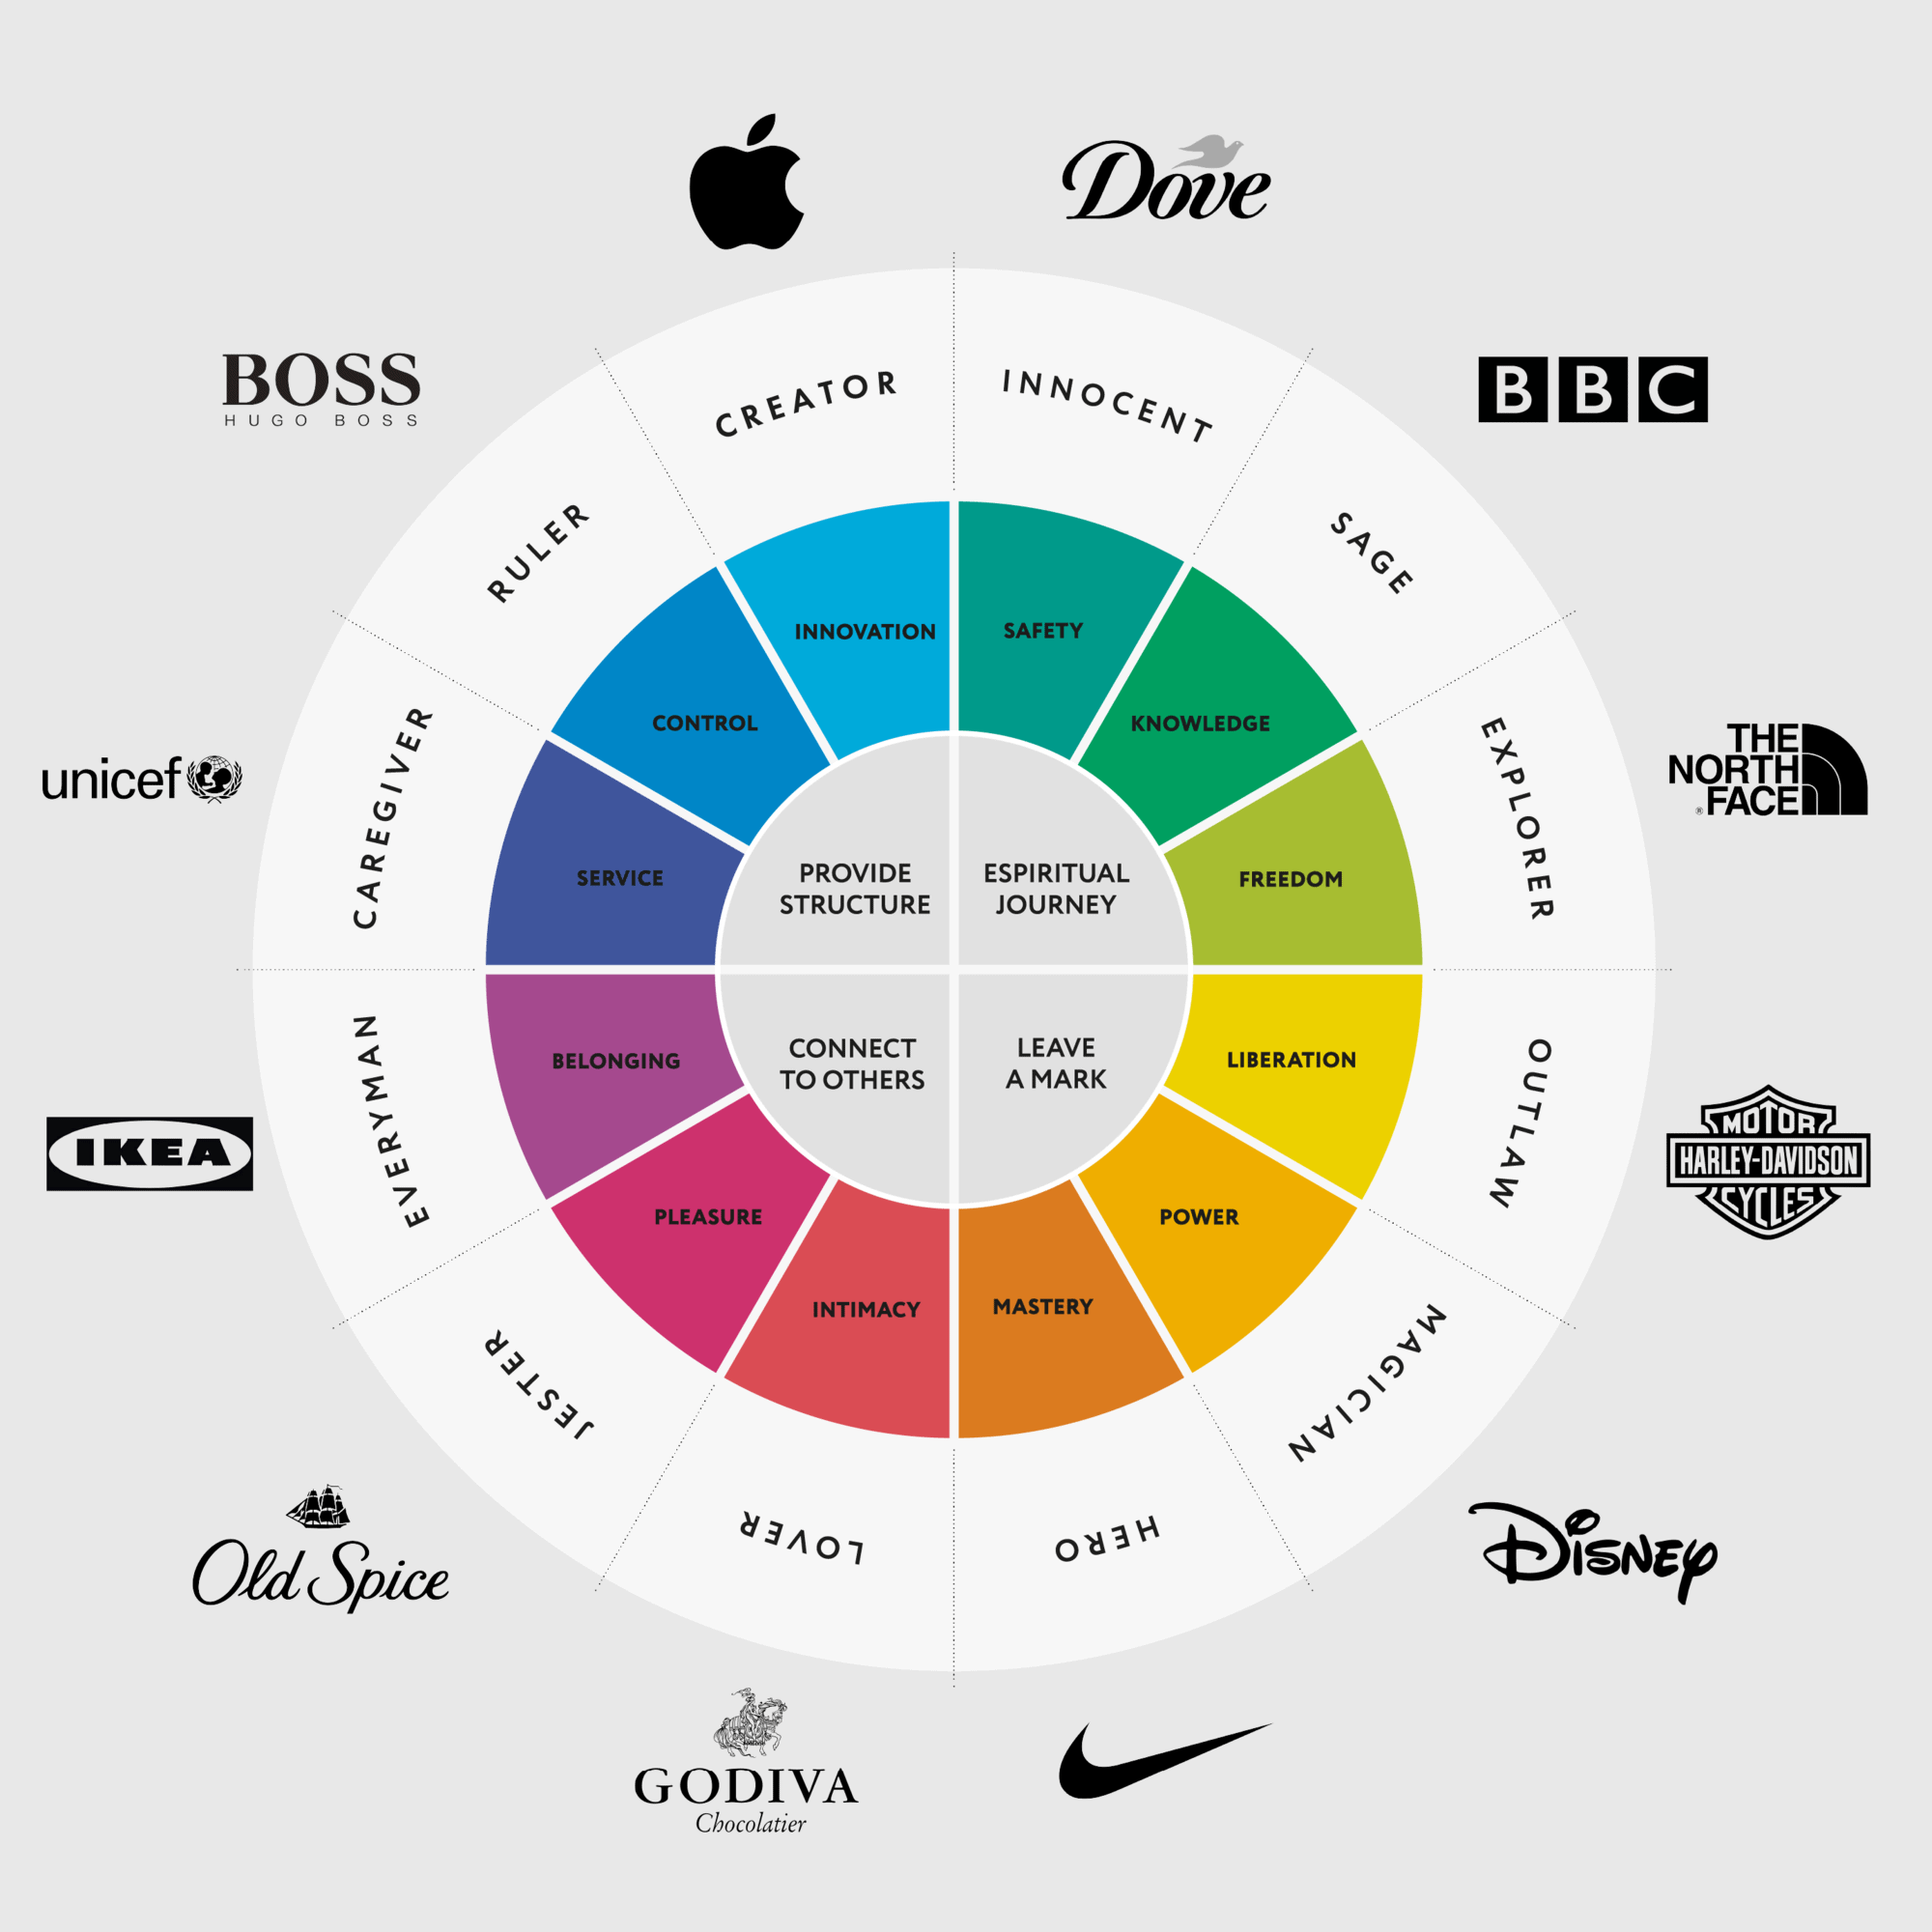 Dove
BOSS
HUGO BOSS
BBC
CREATOR
INNOCENT
RULER
SAGE
INNOVATION
SAFETY
CONTROL
KNOWLEDGE
CAREGIVER
EXPLORER
unicef
THE
NORTH
FACE
®
SERVICE
PROVIDE
STRUCTURE
ESPIRITUAL
JOURNEY
FREEDOM
BELONGING
CONNECT
TO OTHERS
LEAVE
A MARK
LIBERATION
EVERYMAN
OUTLAW
IKEA
MOTOR
HARLEY-DAVIDSON
CYCLES
PLEASURE
POWER
INTIMACY
MASTERY
JESTER
MAGICIAN
LOVER
HERO
Old Spice
Disney
GODIVA
Chocolatier